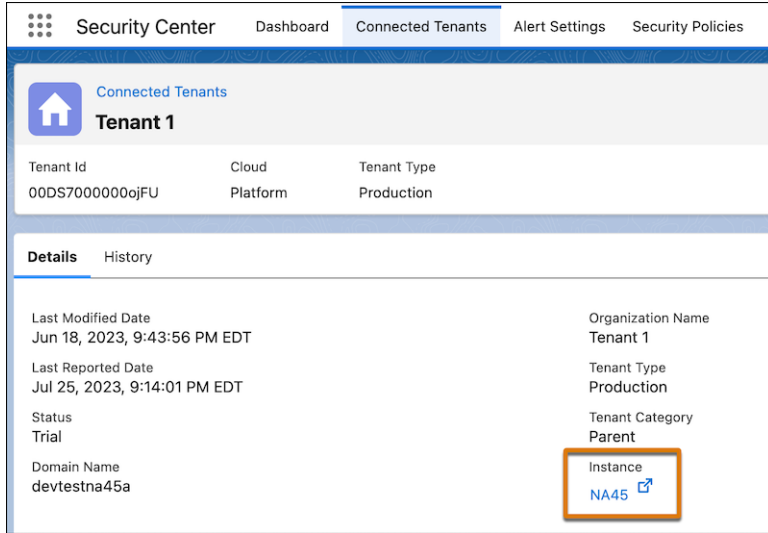 Security Center Dashboard Connected Tenants Alert Settings Security Policies
Connected Tenants
Tenant 1
Tenant Id Cloud Tenant Type
00DS7000000ojFU Platform Production
Details History
Last Modified Date Organization Name
Jun 18, 2023, 9:43:56 PM EDT Tenant 1
Last Reported Date Tenant Type
Jul 25, 2023, 9:14:01 PM EDT Production
Status Tenant Category
Trial Parent
Domain Name Instance
devtestna45a NA45